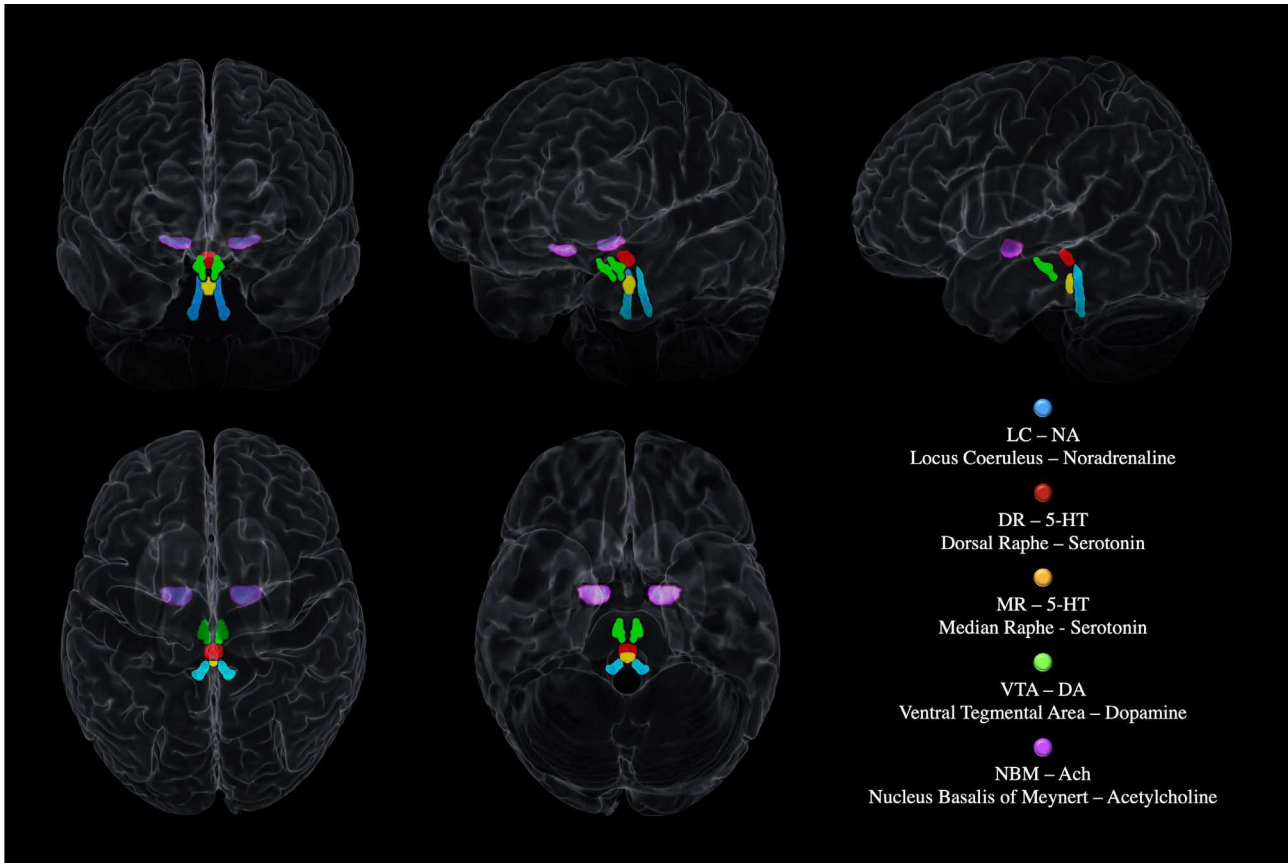 LC – NA
Locus Coeruleus – Noradrenaline
DR – 5-HT
Dorsal Raphe – Serotonin
MR – 5-HT
Median Raphe - Serotonin
VTA – DA
Ventral Tegmental Area – Dopamine
NBM – Ach
Nucleus Basalis of Meynert – Acetylcholine